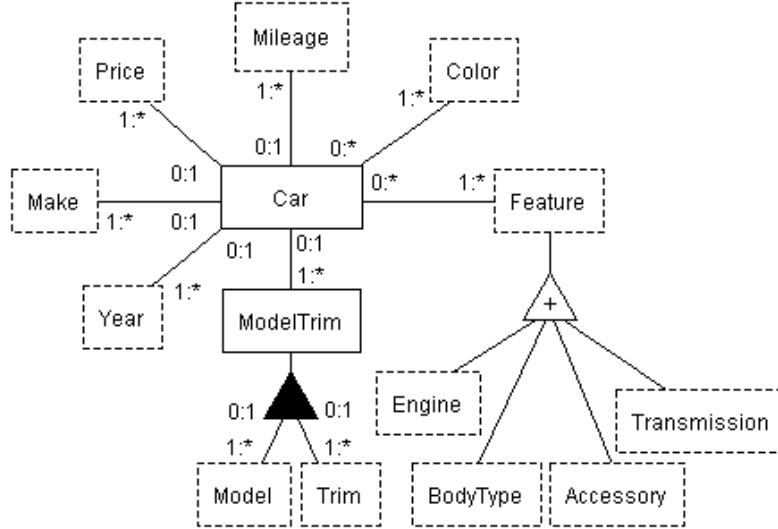 Mileage
Price
Color
1:*
1:*
1:*
0:1
0:*
0:1
0:*
1:*
Make
Car
Feature
1:*
0:1
0:1
0:1
1:*
1:*
Year
ModelTrim
+
Engine
0:1
0:1
Transmission
1:*
1:*
Model
Trim
BodyType
Accessory